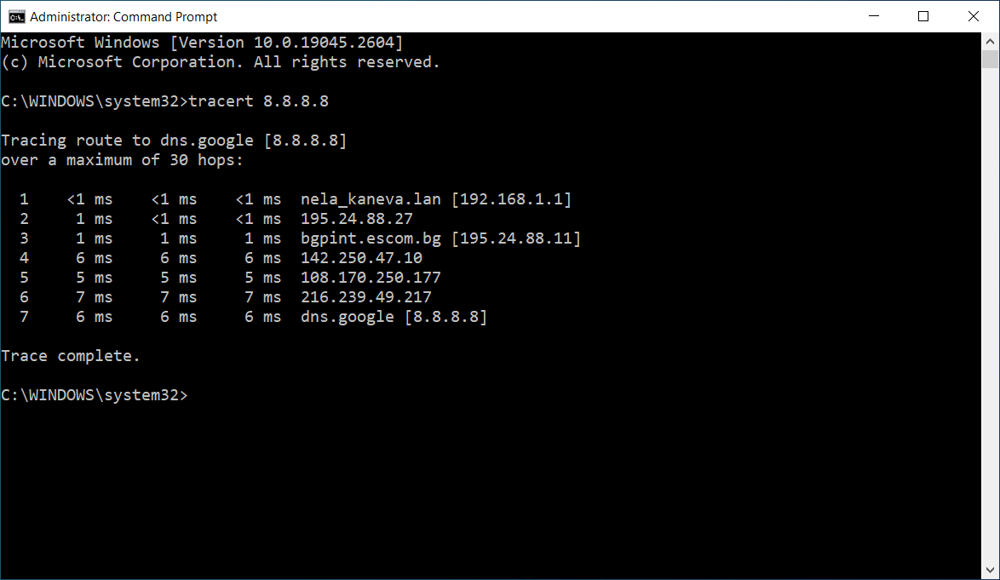 Administrator: Command Prompt
Microsoft Windows [Version 10.0.19045.2604]
(c) Microsoft Corporation. All rights reserved.
C:\WINDOWS\system32>tracert 8.8.8.8
Tracing route to dns.google [8.8.8.8]
over a maximum of 30 hops:
  1    <1 ms    <1 ms    <1 ms  nela_kaneva.lan [192.168.1.1]
  2     1 ms    <1 ms    <1 ms  195.24.88.27
  3     1 ms     1 ms     1 ms  bgpint.escom.bg [195.24.88.11]
  4     6 ms     6 ms     6 ms  142.250.47.10
  5     5 ms     5 ms     5 ms  108.170.250.177
  6     7 ms     7 ms     7 ms  216.239.49.217
  7     6 ms     6 ms     6 ms  dns.google [8.8.8.8]
Trace complete.
C:\WINDOWS\system32>